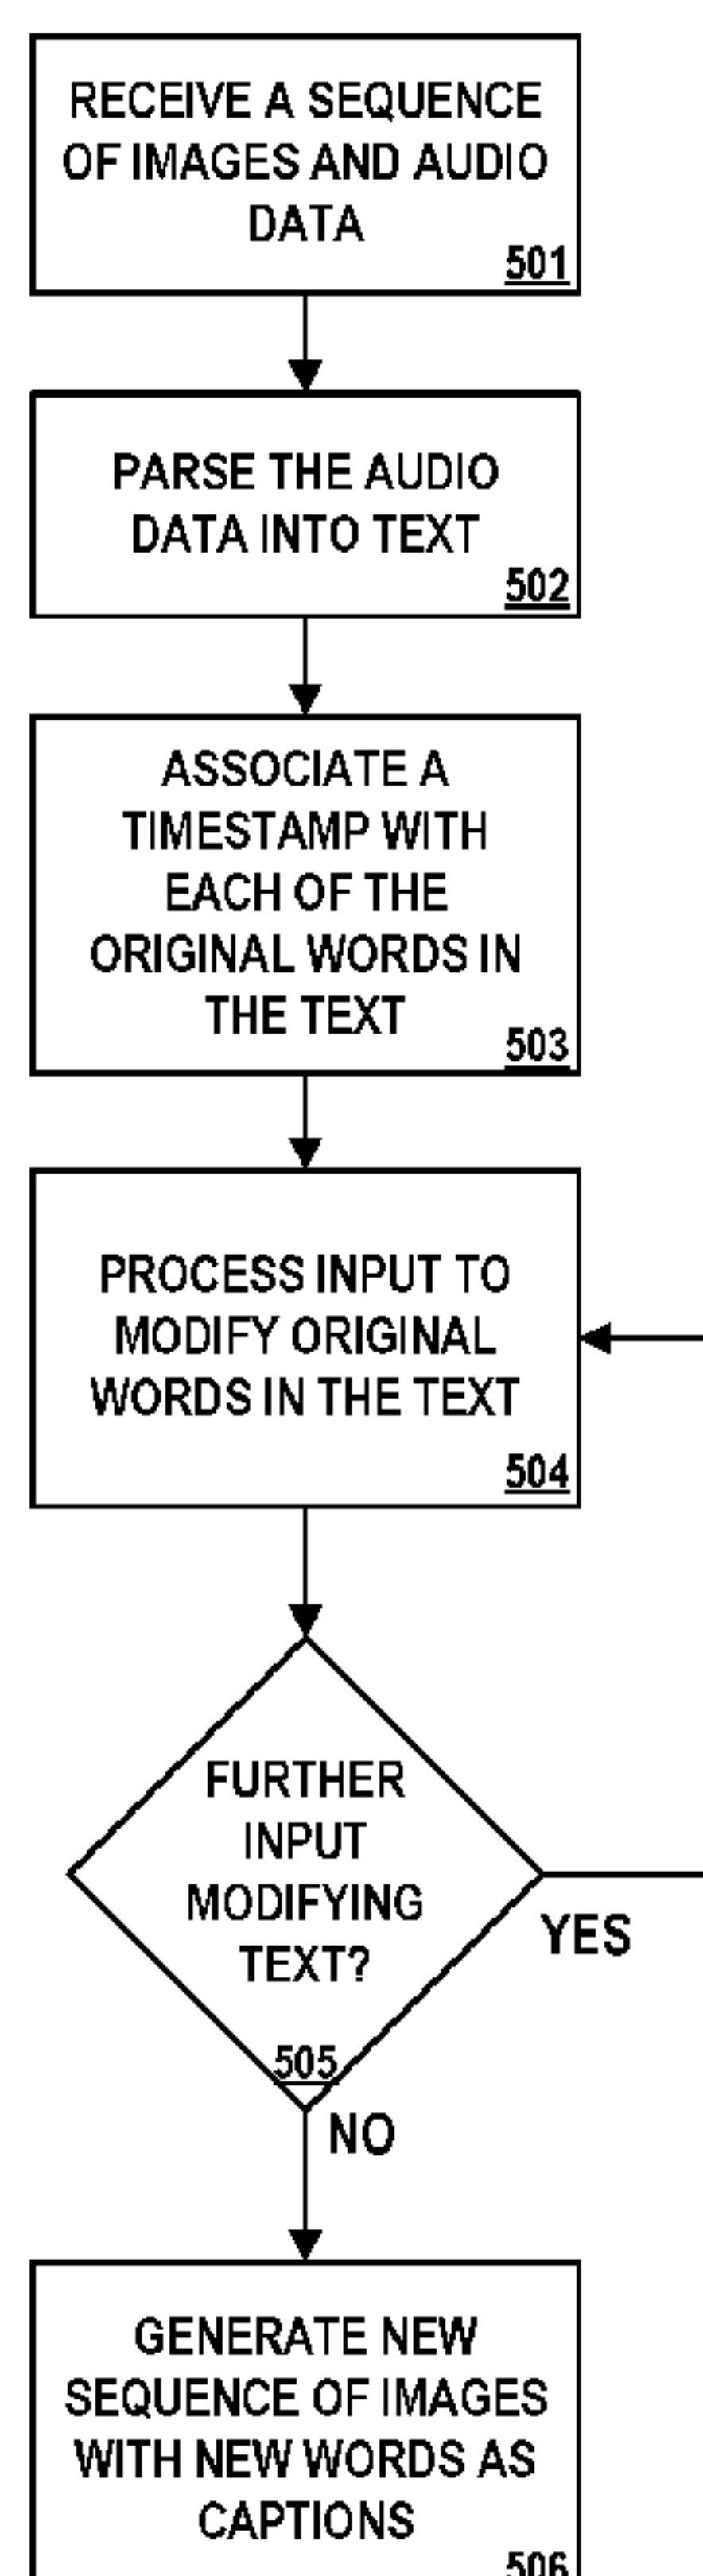 RECEIVE A SEQUENCE
OF IMAGES AND AUDIO
DATA
501
PARSE THE AUDIO
DATA INTO TEXT
502
ASSOCIATE A
TIMESTAMP WITH
EACH OF THE
ORIGINAL WORDS IN
THE TEXT
503
PROCESS INPUT TO
MODIFY ORIGINAL
WORDS IN THE TEXT
504
FURTHER
INPUT
MODIFYING
TEXT?
505
YES
NO
GENERATE NEW
SEQUENCE OF IMAGES
WITH NEW WORDS AS
CAPTIONS
506